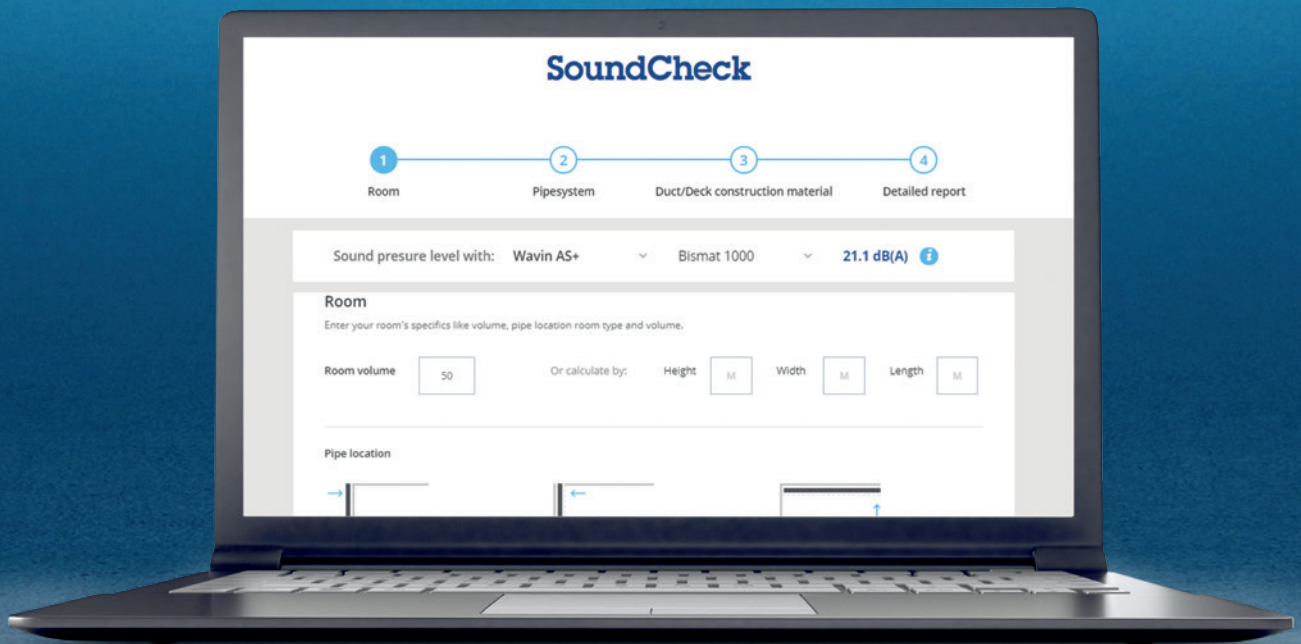 SoundCheck
1 2 3 4
Room Pipesystem Duct/Deck construction material Detailed report
Sound presure level with: Wavin AS+ Bismat 1000 21.1 dB(A) i
Room
Enter your room's specifics like volume, pipe location room type and volume.
Room volume 50 Or calculate by: Height M Width M Length M
Pipe location